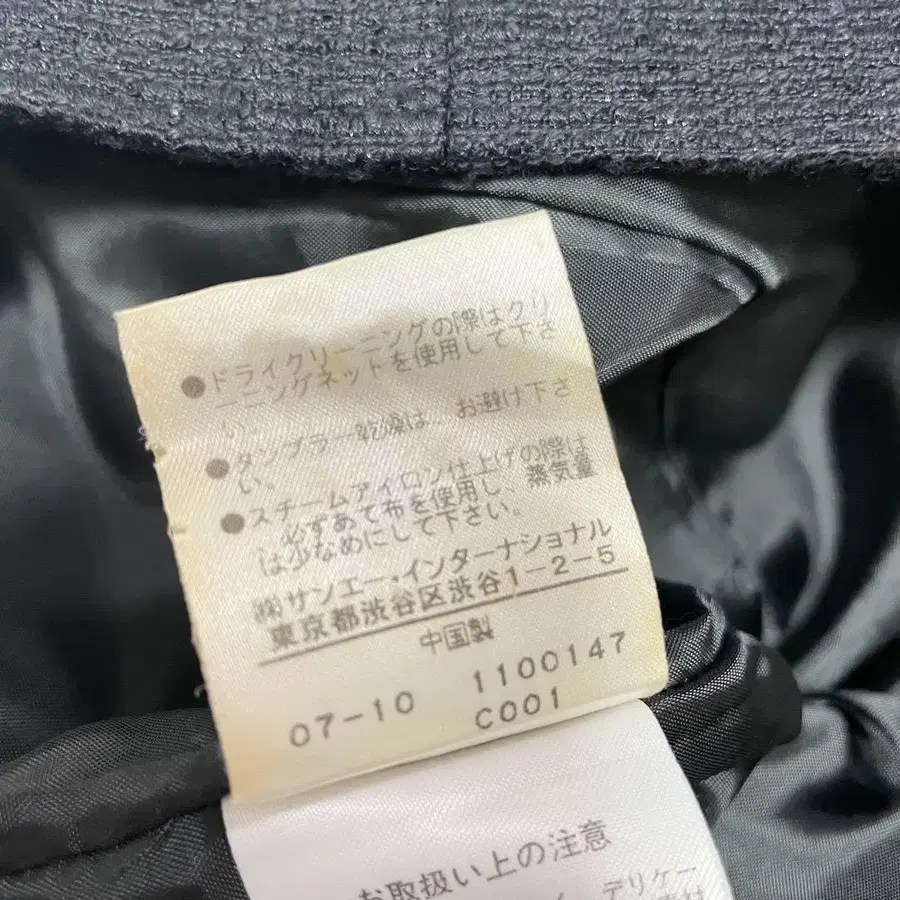 ●ドライクリーニングの際はクリ
ーニングネットを使用して下さ
い。
●タンブラー乾燥は、お避け下さ
い。
●スチームアイロン仕上げの際は
必ずあて布を使用し、蒸気量
は少なめにして下さい。
㈱サンエー・インターナショナル
東京都渋谷区渋谷1-2-5
中国製
07-10 1100147
C001
お取扱い上の注意
デリケー